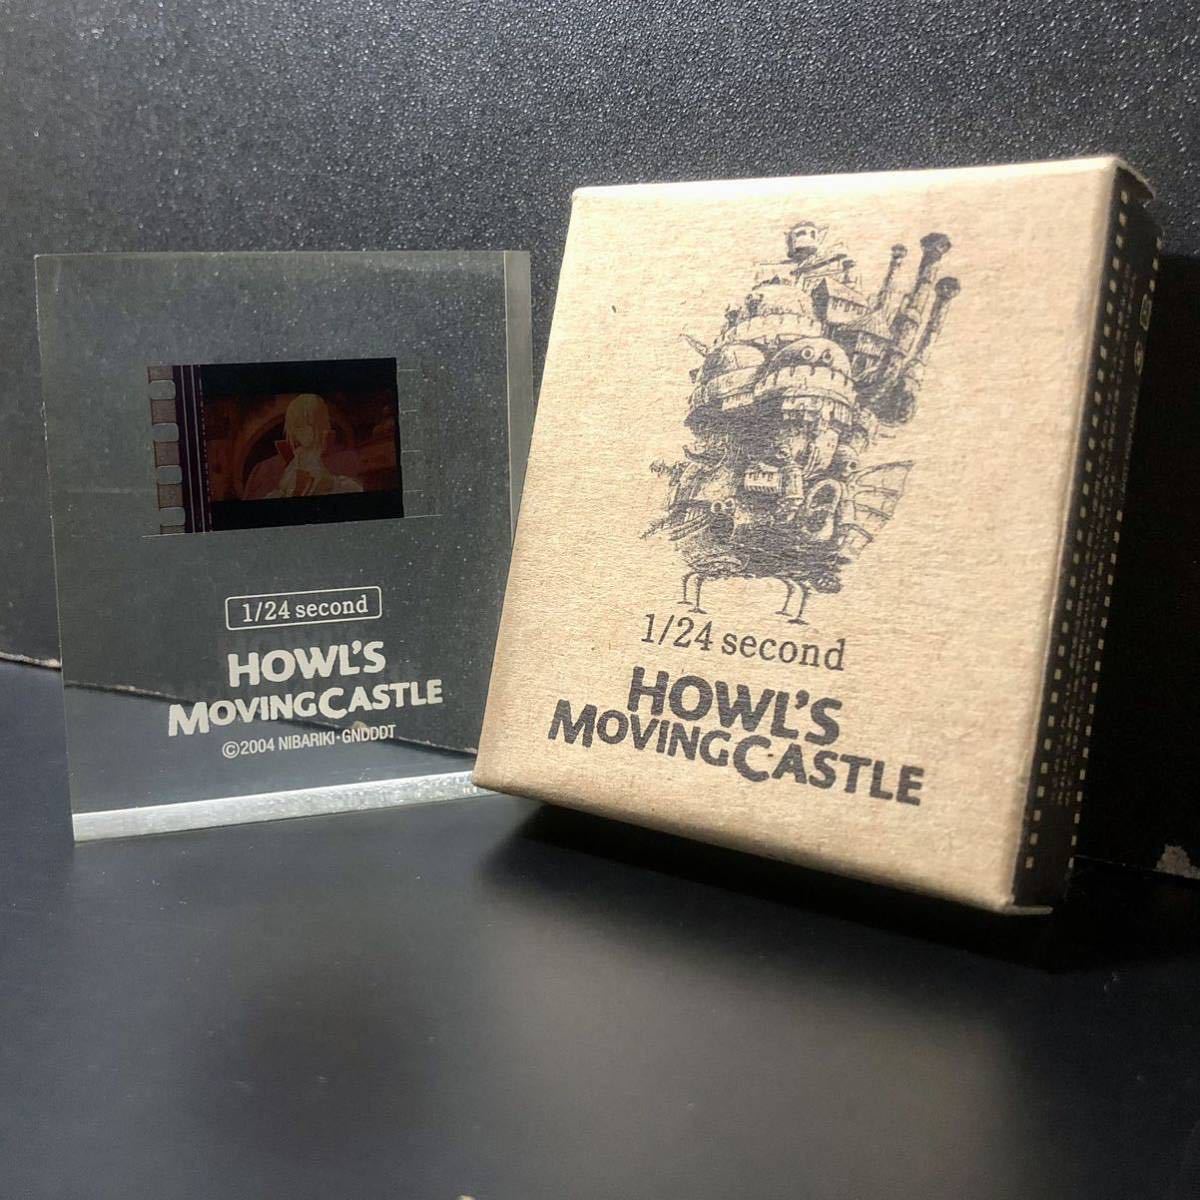 1/24 second
HOWL'S
MOVINGCASTLE
©2004 NIBARIKI・GNDDDT
1/24 second
HOWL'S
MOVINGCASTLE